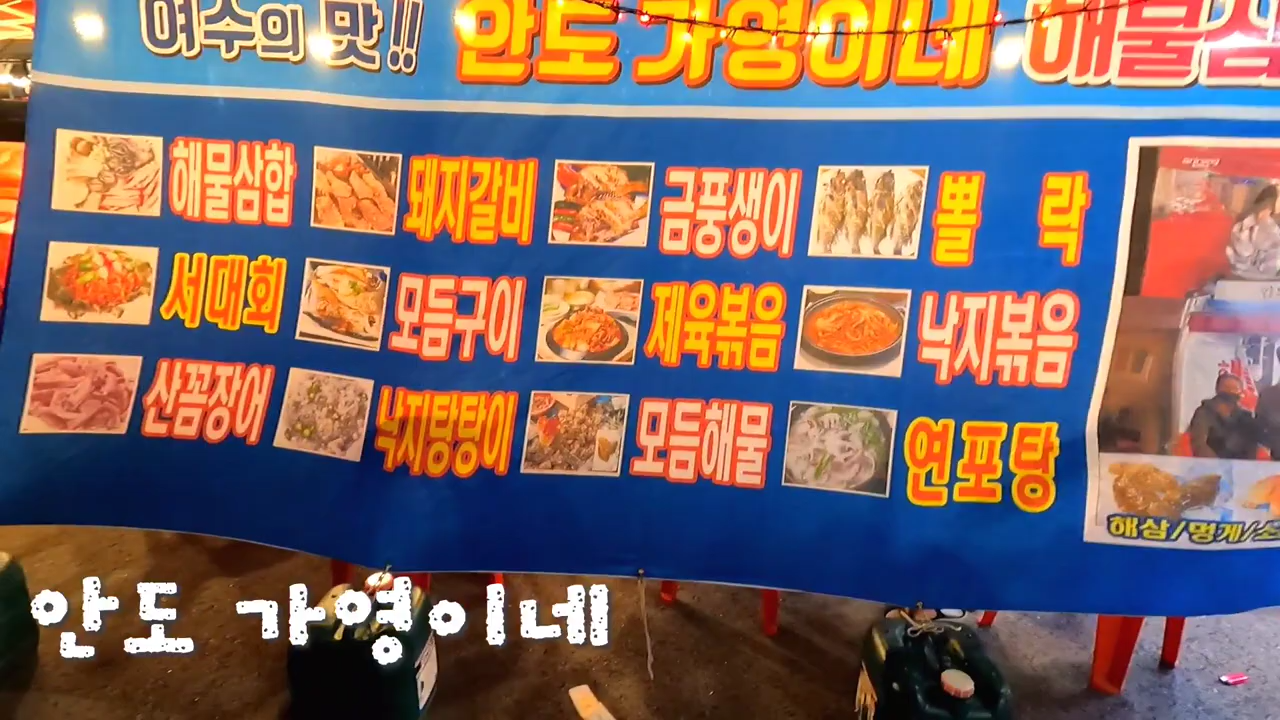 여수의 맛!! 안도 가영이네 해물삼
해물삼합 돼지갈비 금풍생이 뽈 락
서대회 모듬구이 제육볶음 낙지볶음
산꼼장어 낙지탕탕이 모듬해물 연포탕
해삼/멍게/소
안도 가영이네